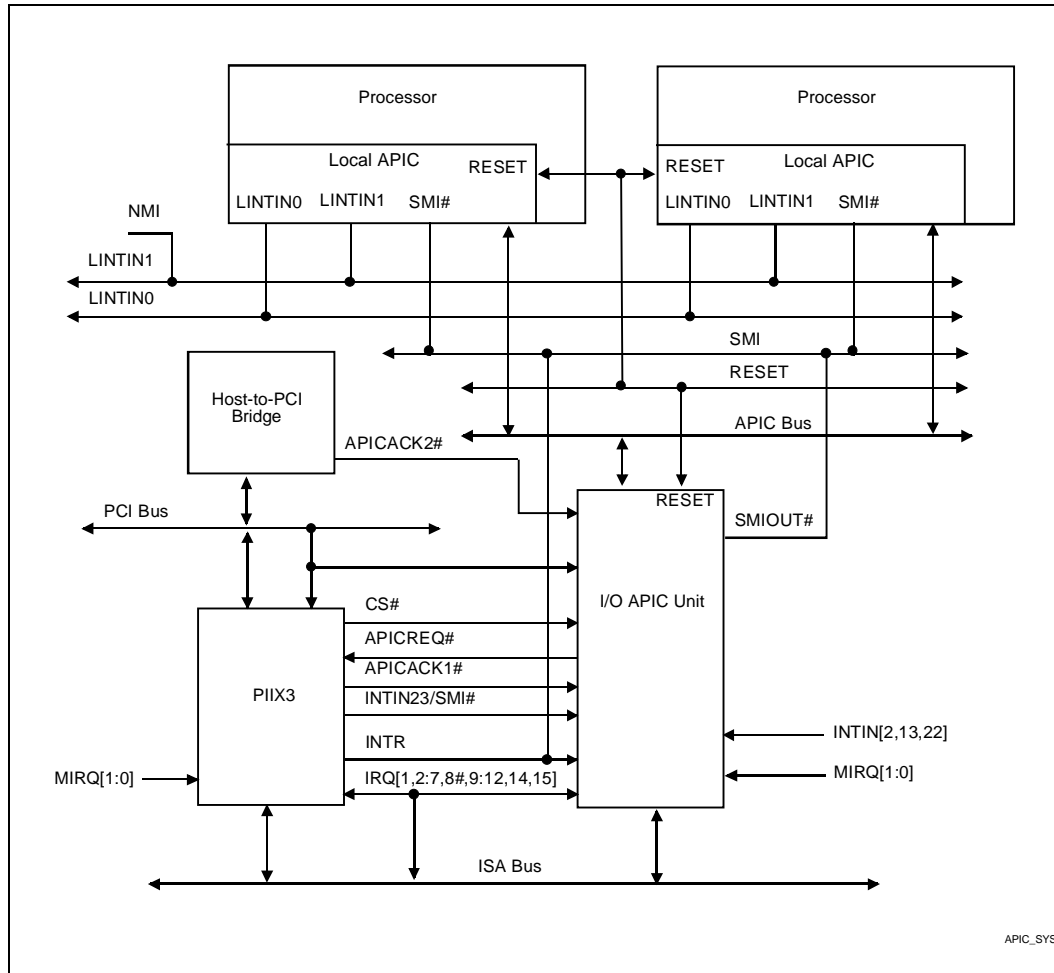 Processor
Processor
Local APIC
RESET
RESET
Local APIC
LINTIN0
LINTIN1
SMI#
LINTIN0
LINTIN1
SMI#
NMI
LINTIN1
LINTIN0
SMI
RESET
Host-to-PCI
Bridge
APIC Bus
APICACK2#
RESET
PCI Bus
SMIOUT#
CS#
I/O APIC Unit
APICREQ#
APICACK1#
PIIX3
INTIN23/SMI#
INTR
INTIN[2,13,22]
MIRQ[1:0]
IRQ[1,2:7,8#,9:12,14,15]
MIRQ[1:0]
ISA Bus
APIC_SYS